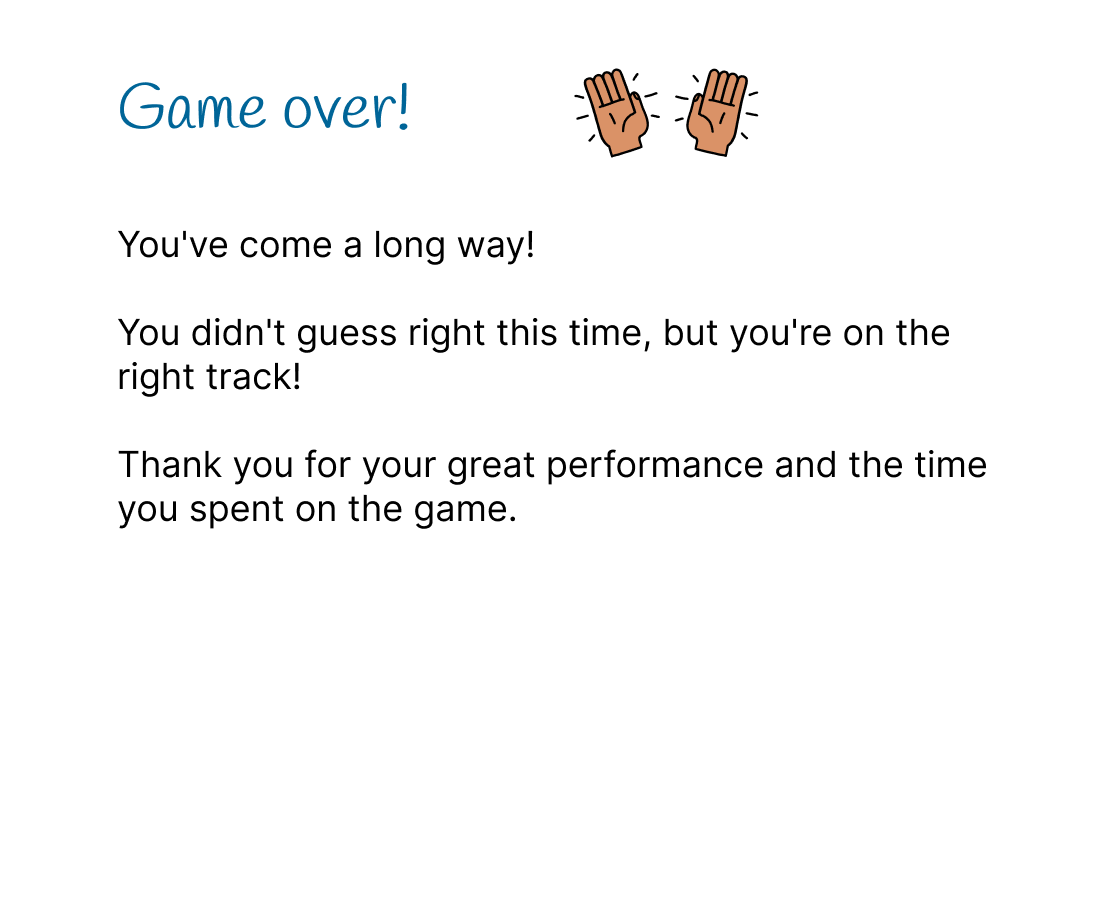 Game over!
You've come a long way!
You didn't guess right this time, but you're on the
right track!
Thank you for your great performance and the time
you spent on the game.